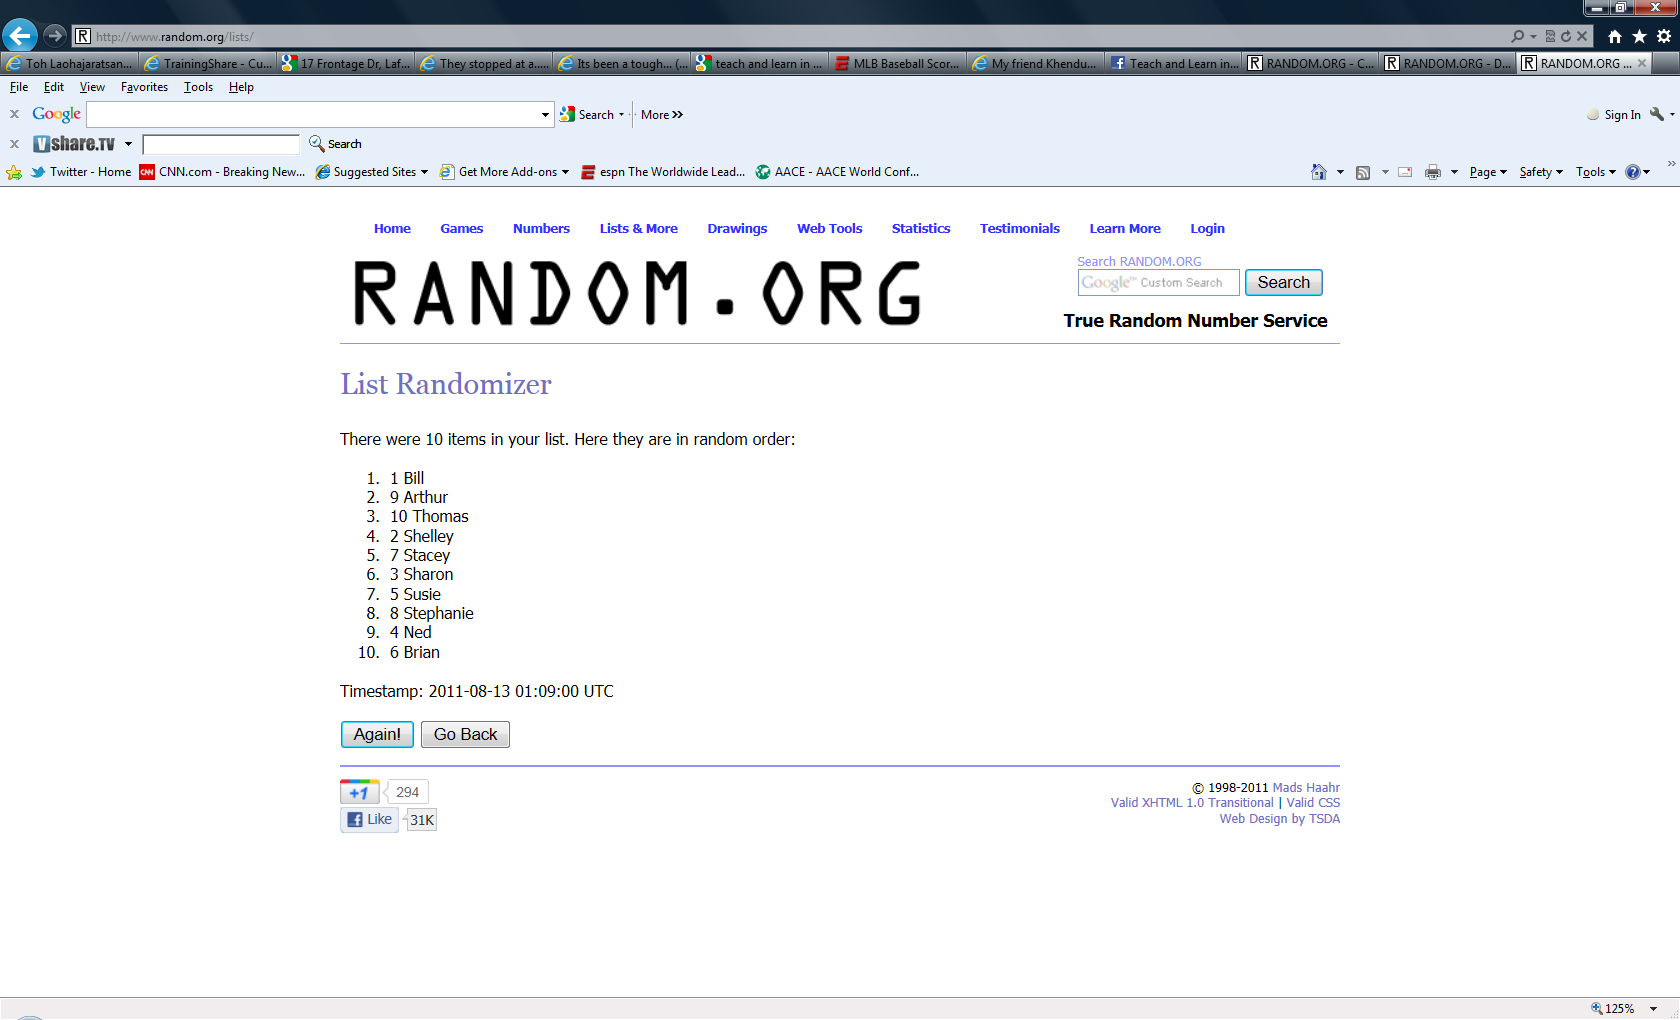 http://www.random.org/lists/
Toh Laohajaratsan... TrainingShare - Cu... 17 Frontage Dr, Laf... They stopped at a.... Its been a tough... (... teach and learn in ... MLB Baseball Scor... My friend Khendu... Teach and Learn in... RANDOM.ORG - C... RANDOM.ORG - D... RANDOM.ORG ...
File Edit View Favorites Tools Help
x Google Search More >> Sign In
x Vshare.TV Search
Twitter - Home CNN CNN.com - Breaking New... Suggested Sites Get More Add-ons espn The Worldwide Lead... AACE - AACE World Conf... Page Safety Tools
Home Games Numbers Lists & More Drawings Web Tools Statistics Testimonials Learn More Login
RANDOM.ORG
Search RANDOM.ORG
Google™ Custom Search Search
True Random Number Service
List Randomizer
There were 10 items in your list. Here they are in random order:
1. 1 Bill
2. 9 Arthur
3. 10 Thomas
4. 2 Shelley
5. 7 Stacey
6. 3 Sharon
7. 5 Susie
8. 8 Stephanie
9. 4 Ned
10. 6 Brian
Timestamp: 2011-08-13 01:09:00 UTC
Again! Go Back
+1 294
Like 31K
© 1998-2011 Mads Haahr
Valid XHTML 1.0 Transitional | Valid CSS
Web Design by TSDA
125%